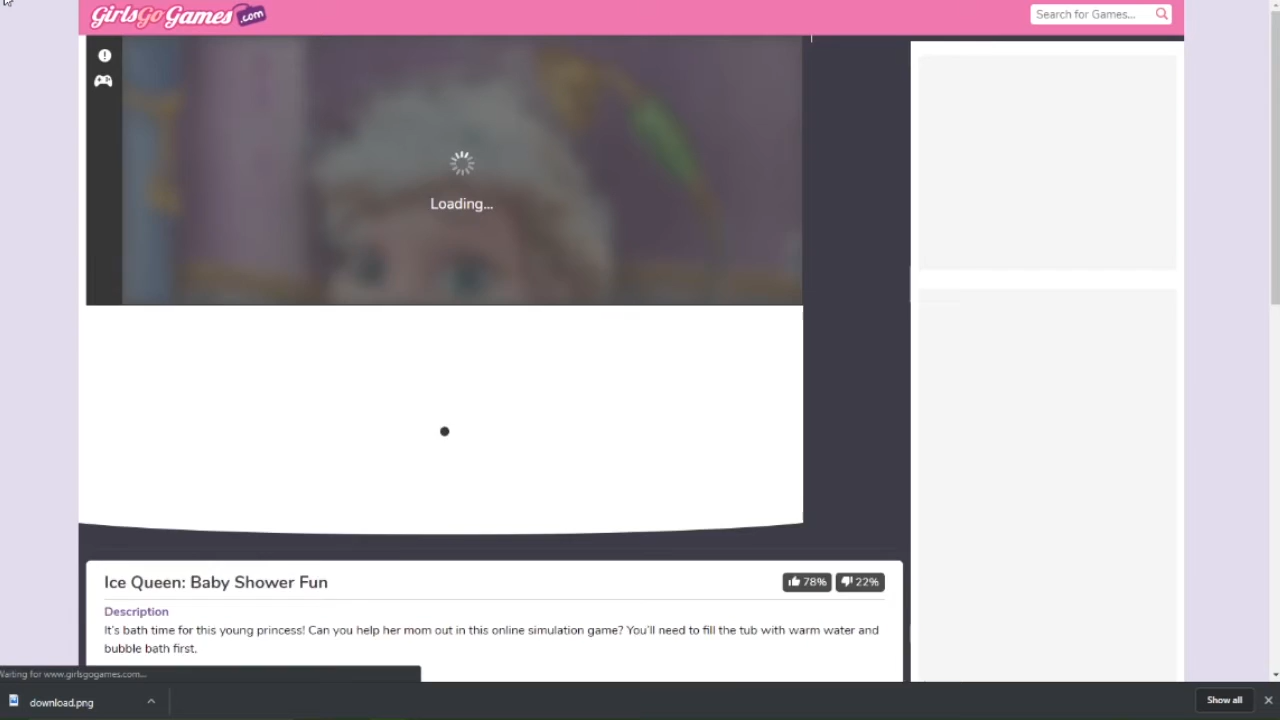 GirlsGoGames.com
Search for Games...
Loading...
Ice Queen: Baby Shower Fun
78%
22%
Description
It's bath time for this young princess! Can you help her mom out in this online simulation game? You'll need to fill the tub with warm water and
bubble bath first.
Waiting for www.girlsgogames.com...
download.png
Show all